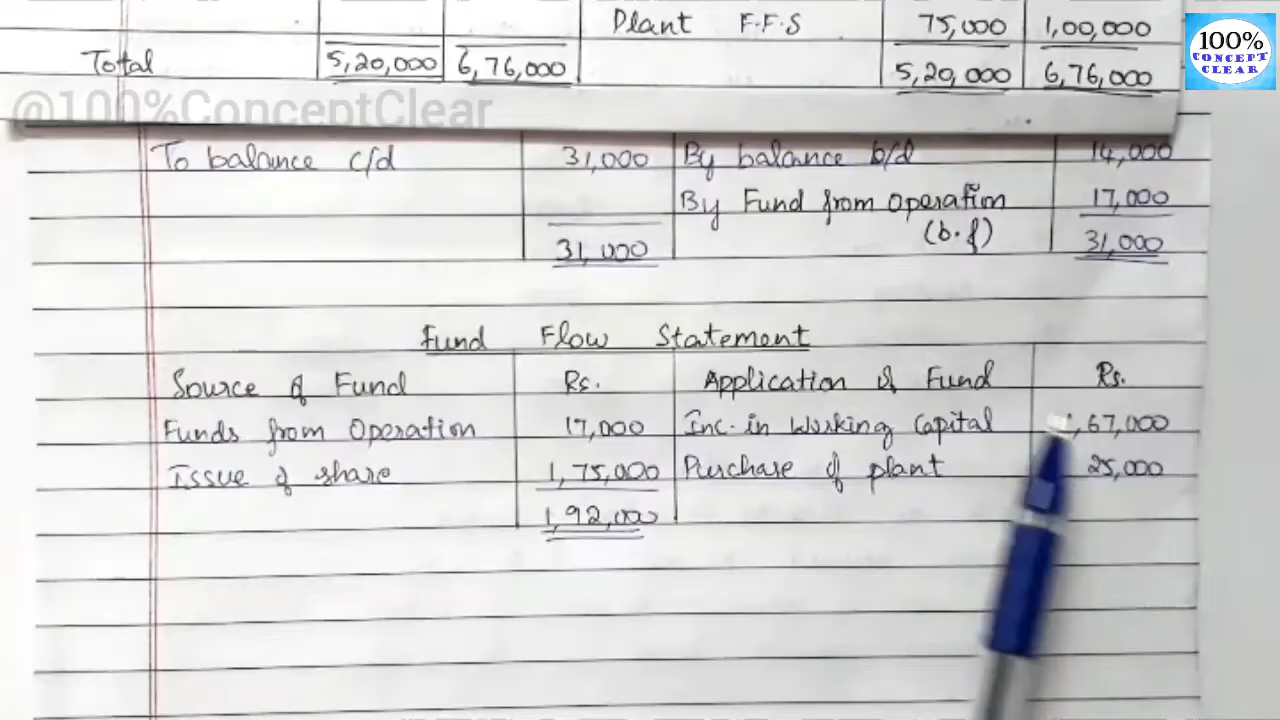 Plant F.F.S 75,000 1,00,000
Total 5,20,000 6,76,000 5,20,000 6,76,000
100%
CONCEPT
CLEAR
@100%ConceptClear
To balance c/d 31,000 By balance b/d 14,000
By Fund from Operation 17,000
(b.f)
31,000 31,000
Fund Flow Statement
Source of Fund Rs. Application of Fund Rs.
Funds from Operation 17,000 Inc. in Working Capital ,67,000
Issue of share 1,75,000 Purchase of plant 25,000
1,92,000